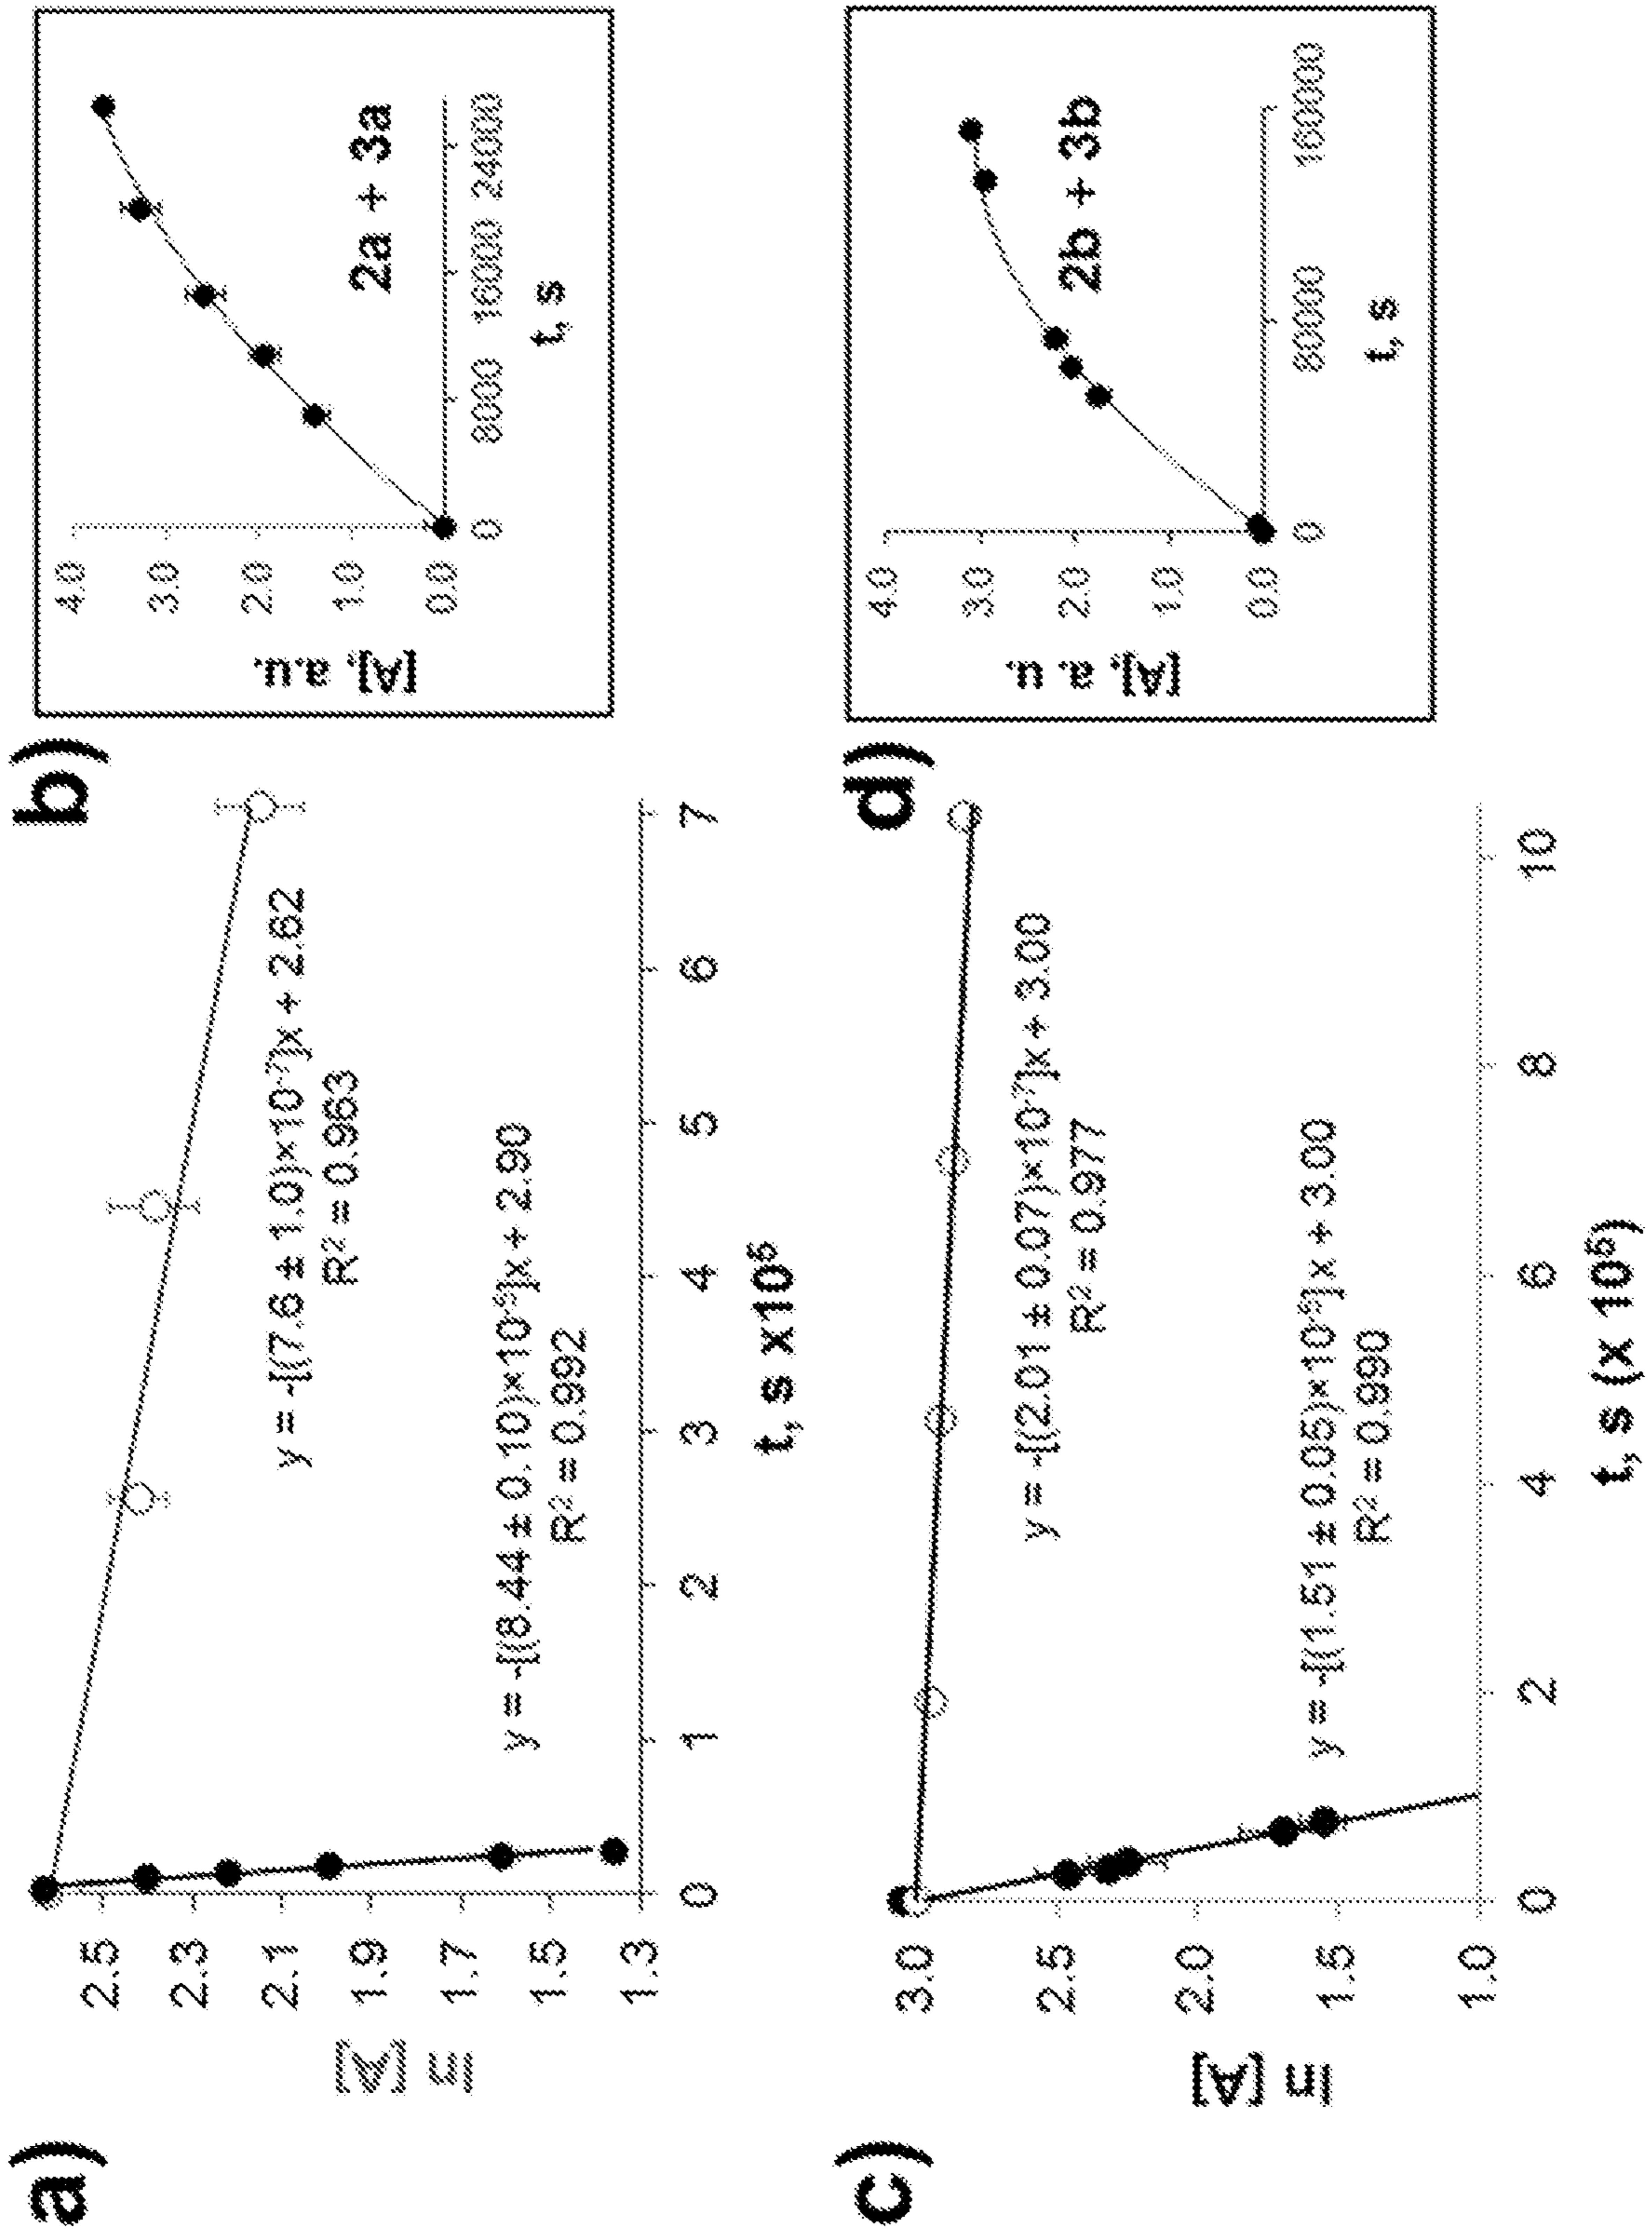 a)
ln [A]
2.5
2.3
2.1
1.9
1.7
1.5
1.3
0
1
2
3
4
5
6
7
t, s x10⁵
y = -[(7.6 ± 1.0)×10⁻⁷]x + 2.62
R² = 0.963
y = -[(8.44 ± 0.10)×10⁻⁵]x + 2.90
R² = 0.992
b)
[A], a.u.
4.0
3.0
2.0
1.0
0.0
0
8000
16000
24000
t, s
2a + 3a
c)
ln [A]
3.0
2.5
2.0
1.5
1.0
0
2
4
6
8
10
t, s (x 10⁵)
y = -[(2.01 ± 0.07)×10⁻⁷]x + 3.00
R² = 0.977
y = -[(1.51 ± 0.05)×10⁻⁵]x + 3.00
R² = 0.990
d)
[A], a. u.
4.0
3.0
2.0
1.0
0.0
0
80000
160000
t, s
2b + 3b